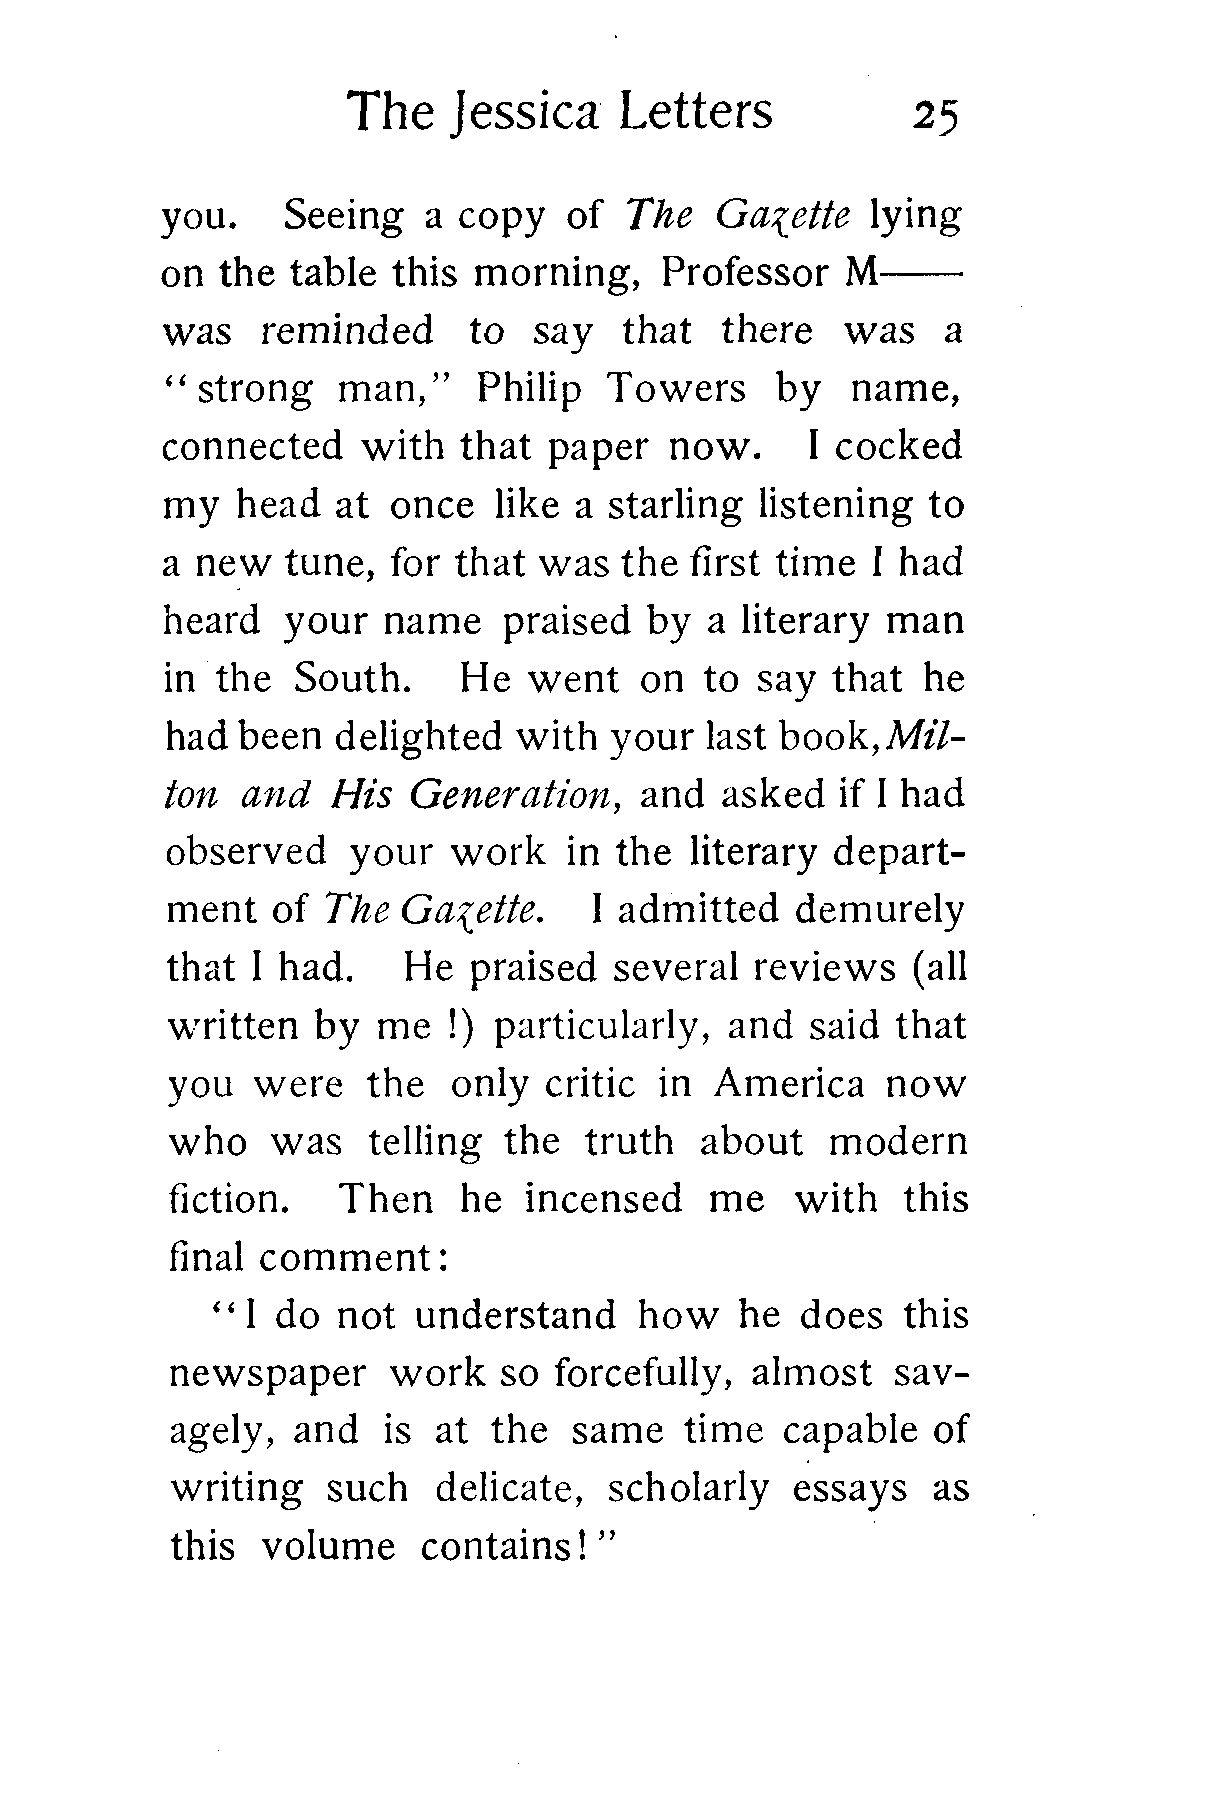 The Jessica Letters 25
you. Seeing a copy of The Gazette lying
on the table this morning, Professor M——
was reminded to say that there was a
“ strong man,” Philip Towers by name,
connected with that paper now. I cocked
my head at once like a starling listening to
a new tune, for that was the first time I had
heard your name praised by a literary man
in the South. He went on to say that he
had been delighted with your last book, Mil-
ton and His Generation, and asked if I had
observed your work in the literary depart-
ment of The Gazette. I admitted demurely
that I had. He praised several reviews (all
written by me !) particularly, and said that
you were the only critic in America now
who was telling the truth about modern
fiction. Then he incensed me with this
final comment:
“ I do not understand how he does this
newspaper work so forcefully, almost sav-
agely, and is at the same time capable of
writing such delicate, scholarly essays as
this volume contains! ”